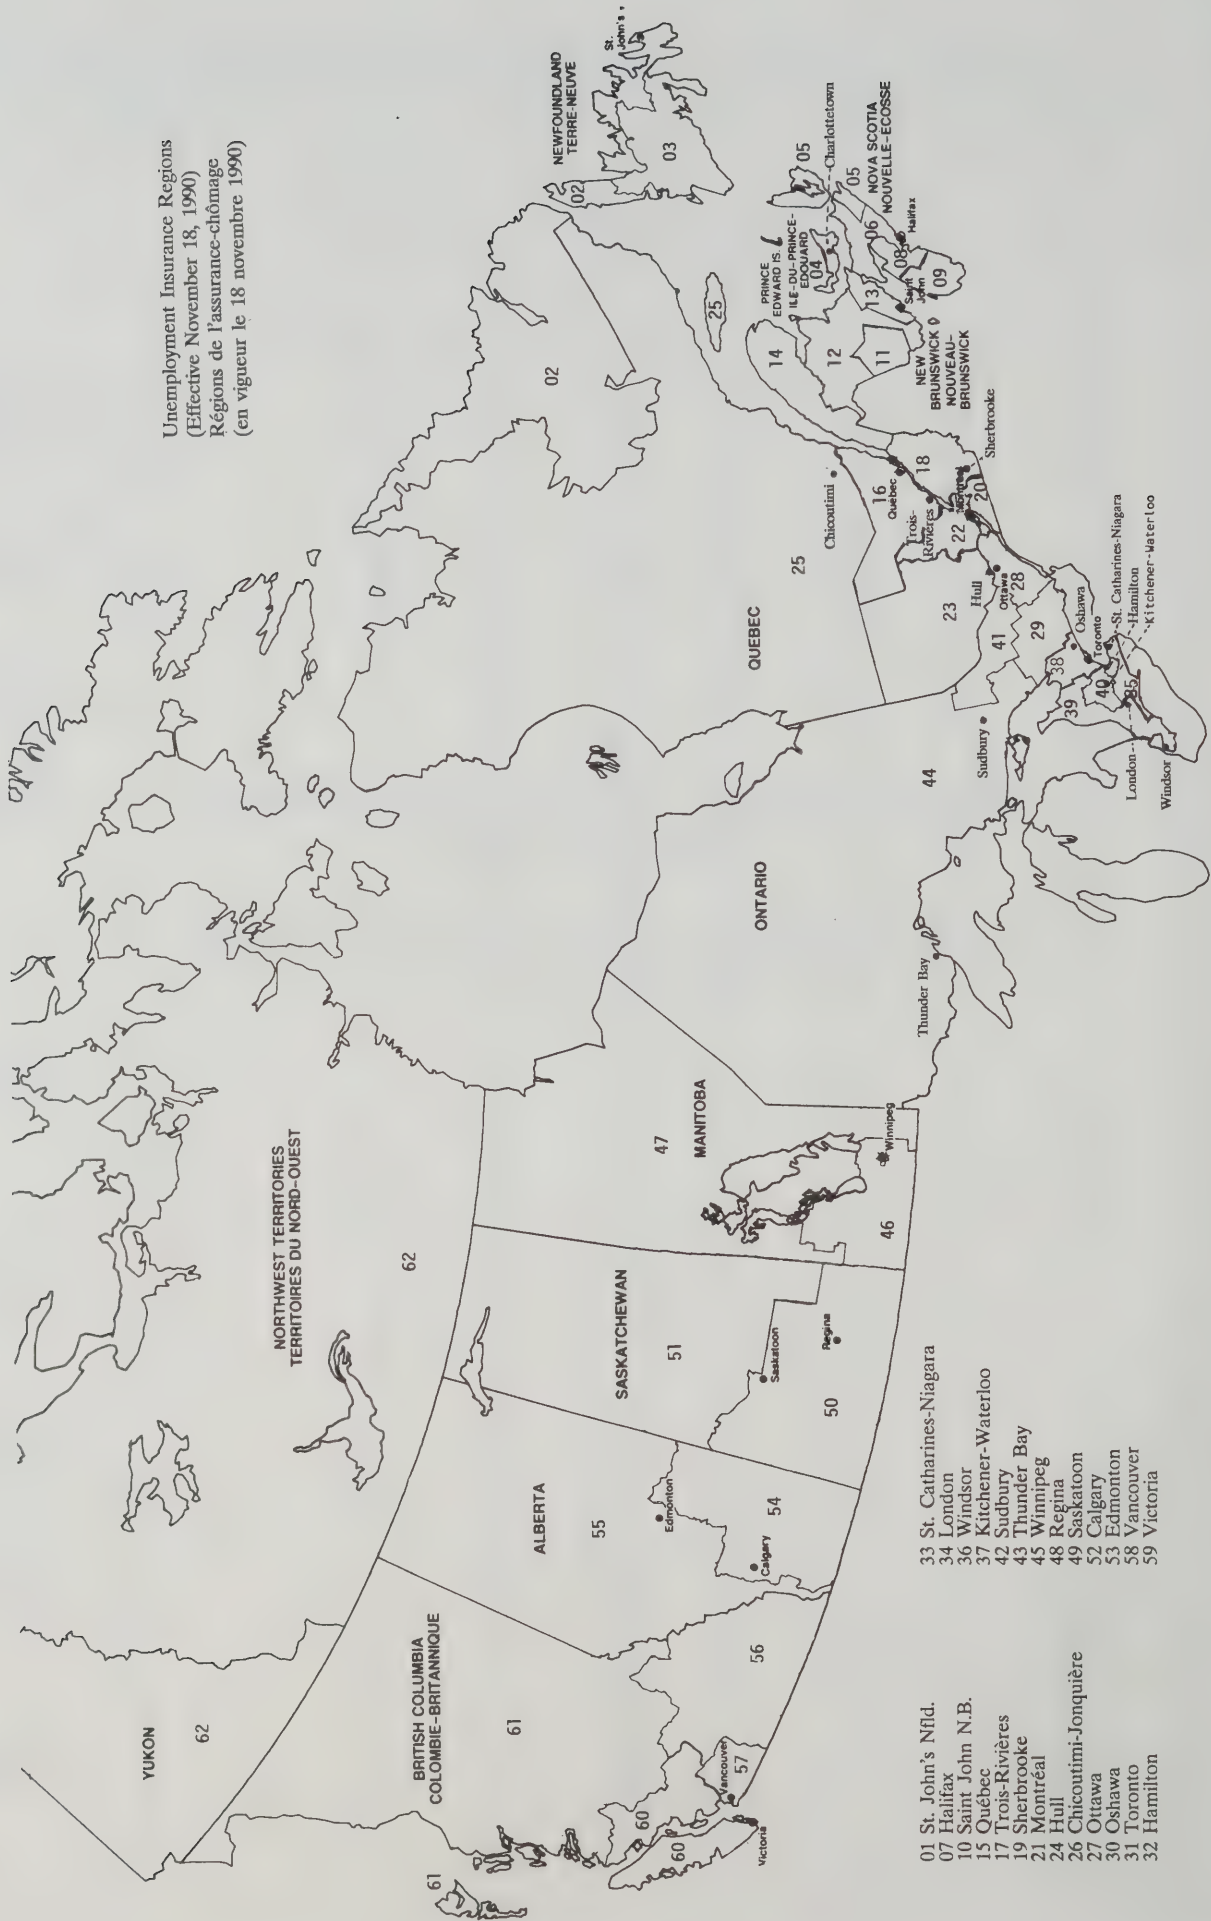 Unemployment Insurance Regions
(Effective November 18, 1990)
Régions de l'assurance-chômage
(en vigueur le 18 novembre 1990)
YUKON
62
NORTHWEST TERRITORIES
TERRITOIRES DU NORD-OUEST
62
BRITISH COLUMBIA
COLOMBIE-BRITANNIQUE
61
61
60
60
57
56
Vancouver
Victoria
ALBERTA
55
Edmonton
54
Calgary
SASKATCHEWAN
51
Saskatoon
Regina
50
47
MANITOBA
46
Winnipeg
ONTARIO
44
Thunder Bay
Sudbury
41
Hull
Ottawa
28
29
38
Oshawa
Toronto
39
40
35
St. Catharines-Niagara
Hamilton
Kitchener-Waterloo
London
Windsor
QUEBEC
25
25
Chicoutimi
23
16
Québec
Trois-
Rivières
22
Montréal
18
20
Sherbrooke
14
NEWFOUNDLAND
TERRE-NEUVE
02
02
03
St.
John's
PRINCE
EDWARD IS.
ILE-DU-PRINCE-
EDOUARD
04
Charlottetown
05
05
NOVA SCOTIA
NOUVELLE-ECOSSE
06
Halifax
08
09
13
Saint
John
12
11
NEW
BRUNSWICK
NOUVEAU-
BRUNSWICK
01 St. John's Nfld.
07 Halifax
10 Saint John N.B.
15 Québec
17 Trois-Rivières
19 Sherbrooke
21 Montréal
24 Hull
26 Chicoutimi-Jonquière
27 Ottawa
30 Oshawa
31 Toronto
32 Hamilton
33 St. Catharines-Niagara
34 London
36 Windsor
37 Kitchener-Waterloo
42 Sudbury
43 Thunder Bay
45 Winnipeg
48 Regina
49 Saskatoon
52 Calgary
53 Edmonton
58 Vancouver
59 Victoria